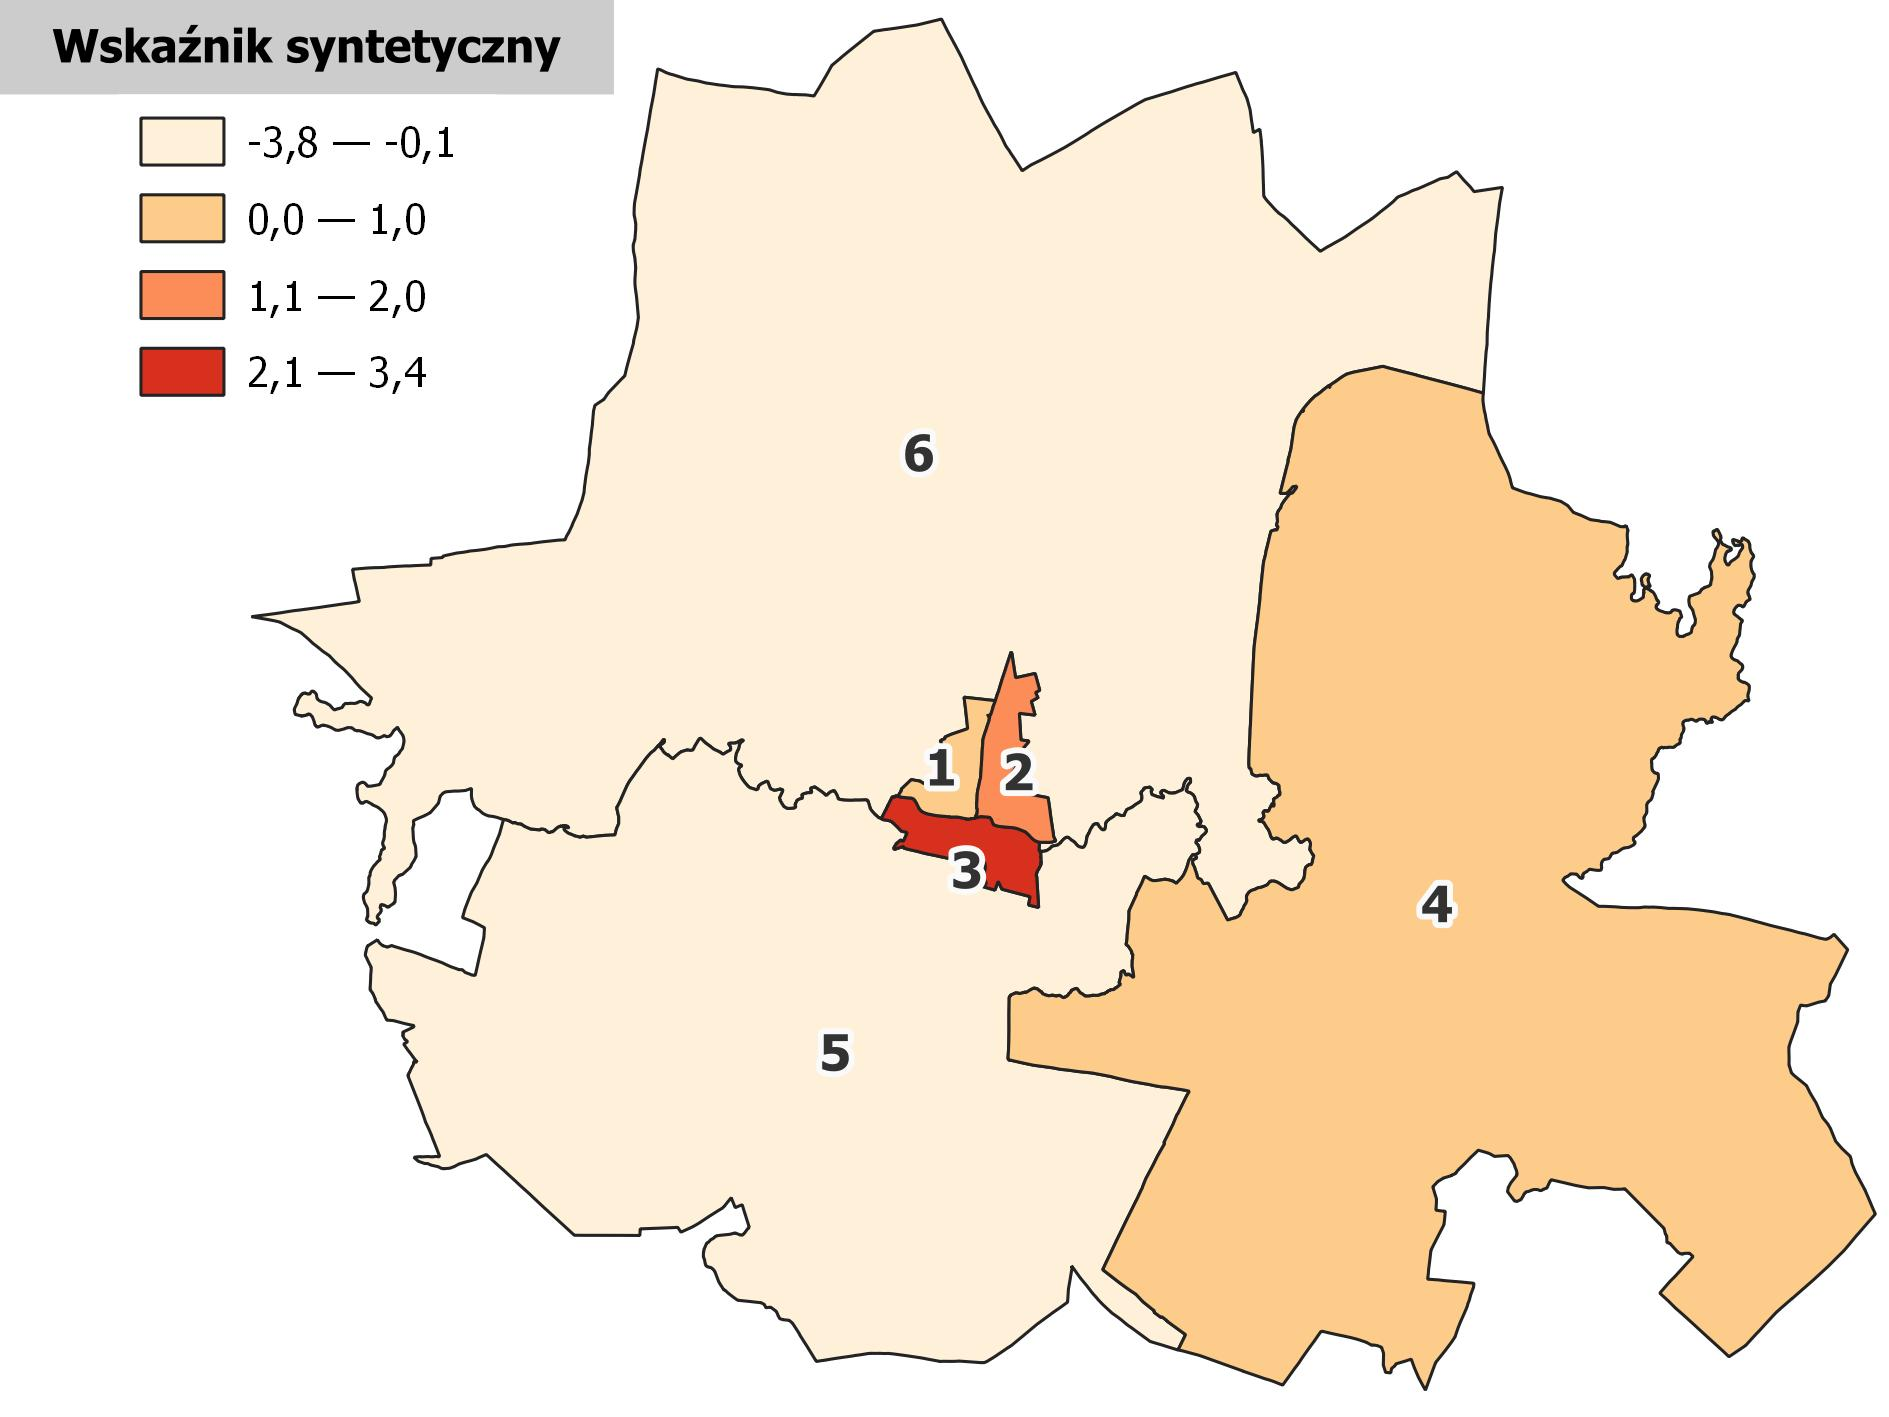 Wskaźnik syntetyczny
-3,8 — -0,1
0,0 — 1,0
1,1 — 2,0
2,1 — 3,4
6
1
2
3
4
5